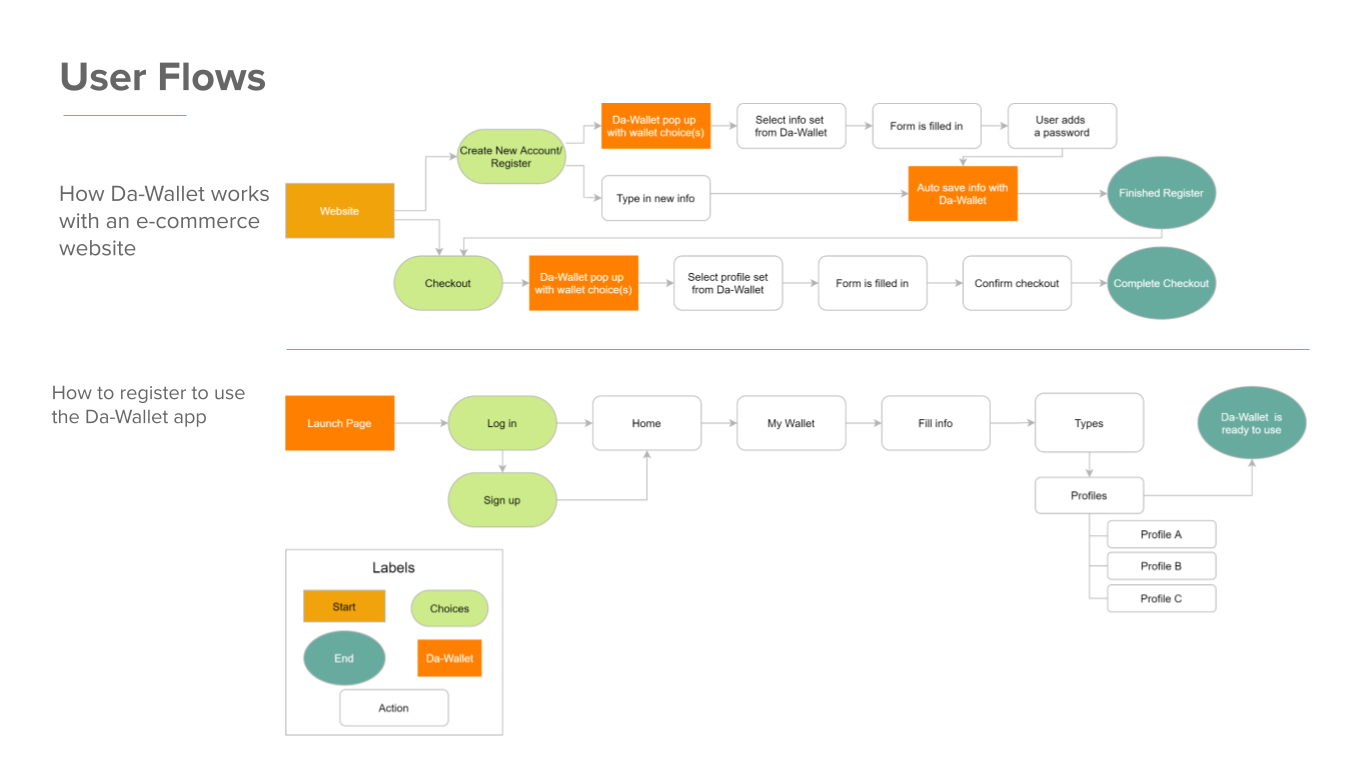 User Flows
How Da-Wallet works
with an e-commerce
website
Website
Create New Account/
Register
Da-Wallet pop up
with wallet choice(s)
Select info set
from Da-Wallet
Form is filled in
User adds
a password
Type in new info
Auto save info with
Da-Wallet
Finished Register
Checkout
Da-Wallet pop up
with wallet choice(s)
Select profile set
from Da-Wallet
Form is filled in
Confirm checkout
Complete Checkout
How to register to use
the Da-Wallet app
Launch Page
Log in
Home
My Wallet
Fill info
Types
Da-Wallet is
ready to use
Sign up
Profiles
Profile A
Profile B
Profile C
Labels
Start
Choices
End
Da-Wallet
Action